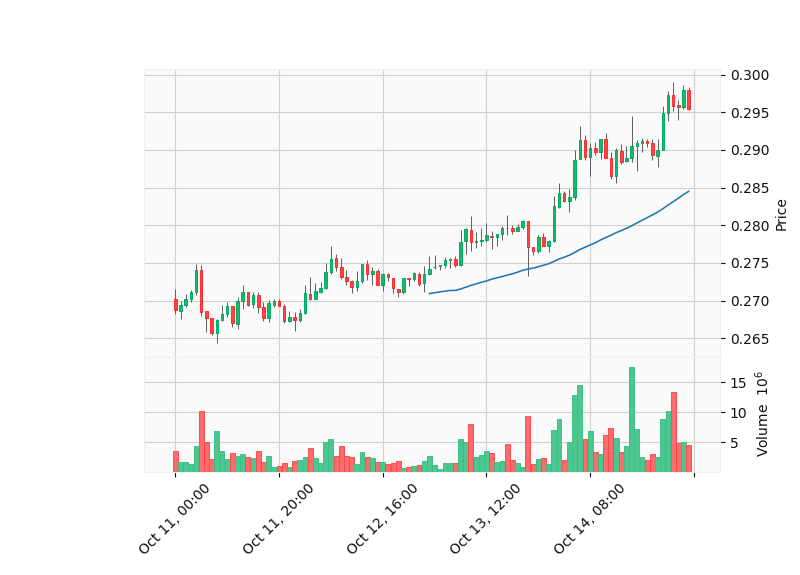 0.300
0.295
0.290
0.285
0.280
0.275
0.270
0.265
Price
15
10
5
Volume 10^6
Oct 11, 00:00
Oct 11, 20:00
Oct 12, 16:00
Oct 13, 12:00
Oct 14, 08:00